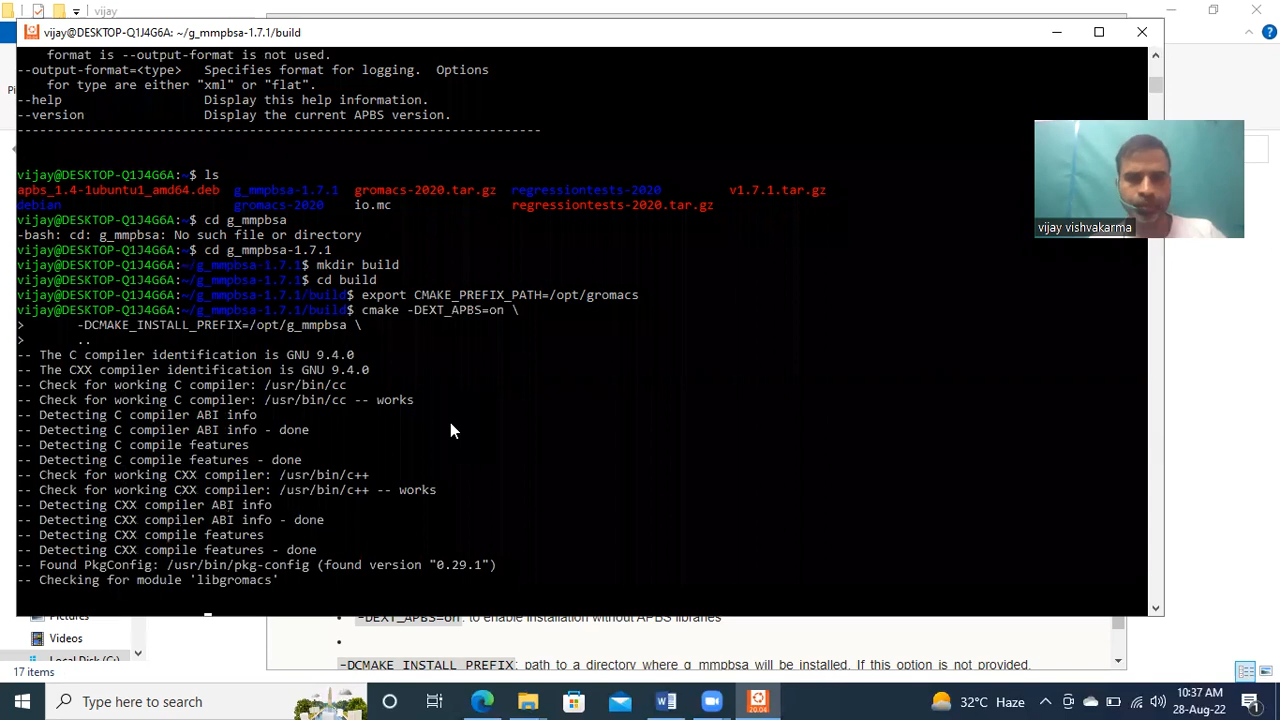 vijay
vijay@DESKTOP-Q1J4G6A: ~/g_mmpbsa-1.7.1/build
format is --output-format is not used.
--output-format=<type> Specifies format for logging. Options
for type are either "xml" or "flat".
--help Display this help information.
--version Display the current APBS version.
----------------------------------------------------------------------
vijay@DESKTOP-Q1J4G6A:~$ ls
apbs_1.4-1ubuntu1_amd64.deb g_mmpbsa-1.7.1 gromacs-2020.tar.gz regressiontests-2020 v1.7.1.tar.gz
debian gromacs-2020 io.mc regressiontests-2020.tar.gz
vijay@DESKTOP-Q1J4G6A:~$ cd g_mmpbsa
-bash: cd: g_mmpbsa: No such file or directory
vijay@DESKTOP-Q1J4G6A:~$ cd g_mmpbsa-1.7.1
vijay@DESKTOP-Q1J4G6A:~/g_mmpbsa-1.7.1$ mkdir build
vijay@DESKTOP-Q1J4G6A:~/g_mmpbsa-1.7.1$ cd build
vijay@DESKTOP-Q1J4G6A:~/g_mmpbsa-1.7.1/build$ export CMAKE_PREFIX_PATH=/opt/gromacs
vijay@DESKTOP-Q1J4G6A:~/g_mmpbsa-1.7.1/build$ cmake -DEXT_APBS=on \
> -DCMAKE_INSTALL_PREFIX=/opt/g_mmpbsa \
> ..
-- The C compiler identification is GNU 9.4.0
-- The CXX compiler identification is GNU 9.4.0
-- Check for working C compiler: /usr/bin/cc
-- Check for working C compiler: /usr/bin/cc -- works
-- Detecting C compiler ABI info
-- Detecting C compiler ABI info - done
-- Detecting C compile features
-- Detecting C compile features - done
-- Check for working CXX compiler: /usr/bin/c++
-- Check for working CXX compiler: /usr/bin/c++ -- works
-- Detecting CXX compiler ABI info
-- Detecting CXX compiler ABI info - done
-- Detecting CXX compile features
-- Detecting CXX compile features - done
-- Found PkgConfig: /usr/bin/pkg-config (found version "0.29.1")
-- Checking for module 'libgromacs'
vijay vishvakarma
Pictures
Videos
Local Disk (C:)
17 items
-DEXT_APBS=on: to enable installation without APBS libraries
-DCMAKE_INSTALL_PREFIX: path to a directory where g_mmpbsa will be installed. If this option is not provided,
Type here to search
20.04
32°C Haze
10:37 AM
28-Aug-22
1